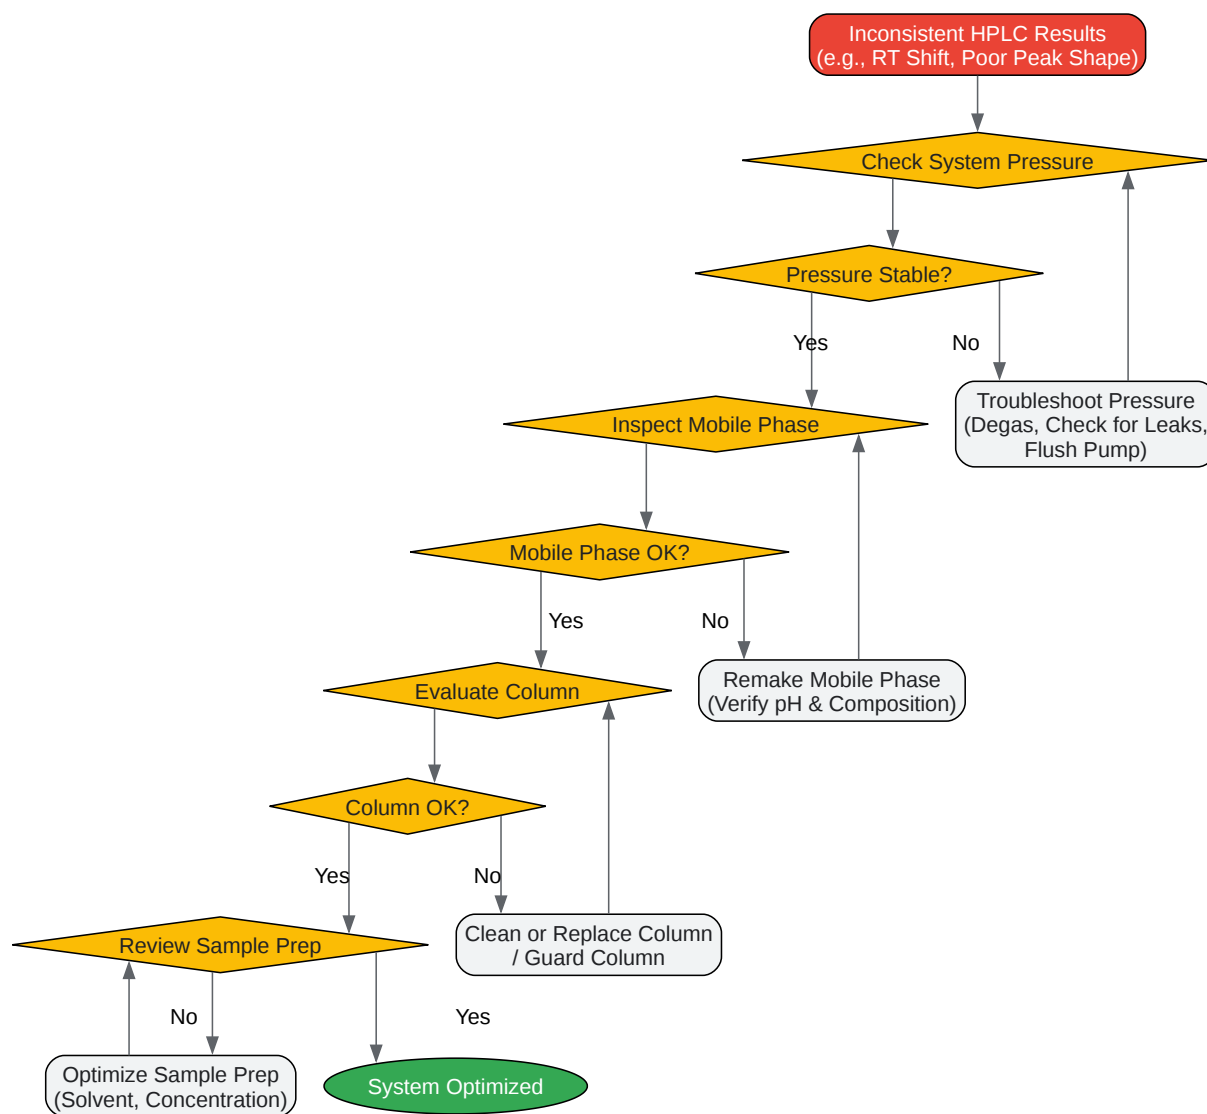 Inconsistent HPLC Results
(e.g., RT Shift, Poor Peak Shape)
Check System Pressure
Pressure Stable?
Yes
No
Troubleshoot Pressure
(Degas, Check for Leaks,
Flush Pump)
Inspect Mobile Phase
Mobile Phase OK?
Yes
No
Remake Mobile Phase
(Verify pH & Composition)
Evaluate Column
Column OK?
Yes
No
Clean or Replace Column
/ Guard Column
Review Sample Prep
No
Yes
Optimize Sample Prep
(Solvent, Concentration)
System Optimized